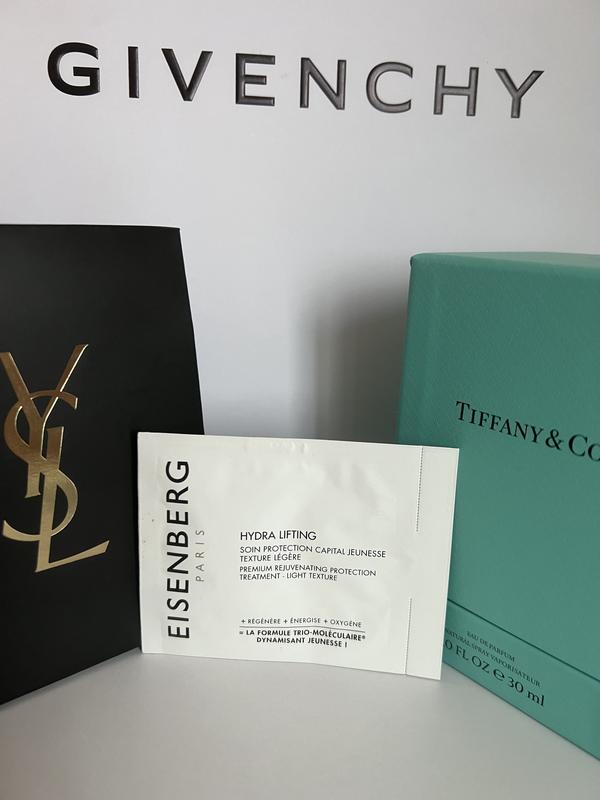 GIVENCHY
YSL
TIFFANY & CO
EISENBERG
PARIS
HYDRA LIFTING
SOIN PROTECTION CAPITAL JEUNESSE
TEXTURE LÉGÈRE
PREMIUM REJUVENATING PROTECTION
TREATMENT - LIGHT TEXTURE
+ RÉGÉNÈRE + ÉNERGISE + OXYGÈNE
= LA FORMULE TRIO-MOLÉCULAIRE®
DYNAMISANT JEUNESSE !
EAU DE PARFUM
NATURAL SPRAY VAPORISATEUR
0 FL OZ ℮ 30 ml